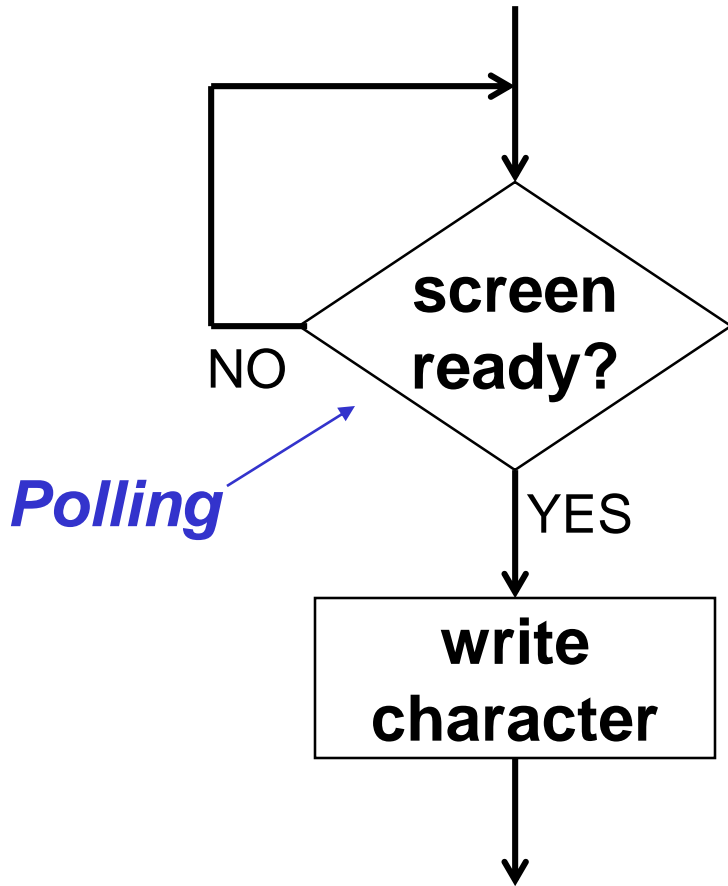 screen
ready?
NO
Polling
YES
write
character